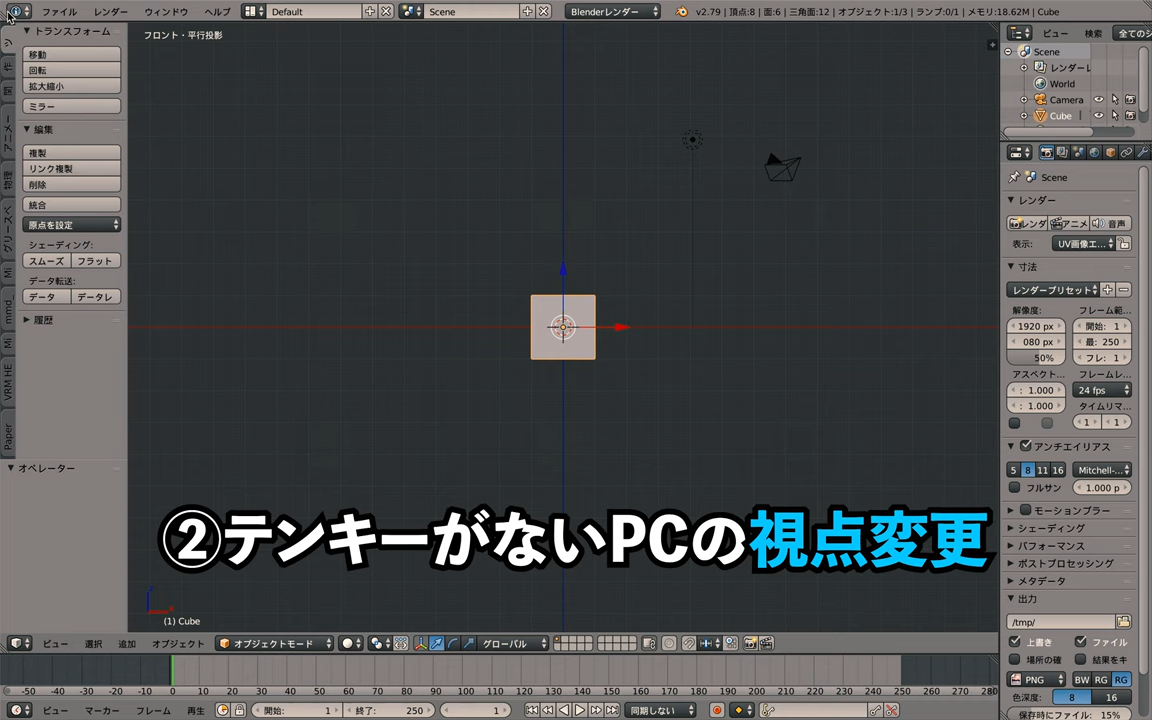 ファイル レンダー ウィンドウ ヘルプ Default Scene Blenderレンダー v2.79 | 頂点:8 | 面:6 | 三角面:12 | オブジェクト:1/3 | ランプ:0/1 | メモリ:18.62M | Cube
トランスフォーム
移動
回転
拡大縮小
ミラー
編集
複製
リンク複製
削除
統合
原点を設定
シェーディング:
スムーズ フラット
データ転送:
データ データレ
履歴
オペレーター
ツ
作
関
アニメー
物理
グリースペ
Mi
mmd_
Mi
VRM HE
Paper
フロント・平行投影
②テンキーがないPCの視点変更
(1) Cube
ビュー 選択 追加 オブジェクト オブジェクトモード グローバル
-50 -40 -30 -20 -10 0 10 20 30 40 50 60 70 80 90 100 110 120 130 140 150 160 170 180 190 200 210 220 230 240 250 260 270 280
ビュー マーカー フレーム 再生 開始: 1 終了: 250 1 同期しない
ビュー 検索 全てのシ
Scene
レンダーレ
World
Camera
Cube
Scene
レンダー
レンダ アニメ 音声
表示: UV画像エ...
寸法
レンダープリセット
解像度: フレーム範...
1920 px 開始: 1
080 px 最: 250
50% フレ: 1
アスペクト... フレームレ...
: 1.000 24 fps
: 1.000 タイムリマ...
1 1
アンチエイリアス
5 8 11 16 Mitchell-...
フルサン 1.000 p
モーションブラー
シェーディング
パフォーマンス
ポストプロセッシング
メタデータ
出力
/tmp/
上書き ファイル
場所の確 結果をキ
PNG BW RG RG
色深度: 8 16
保存時にファイル: 15%